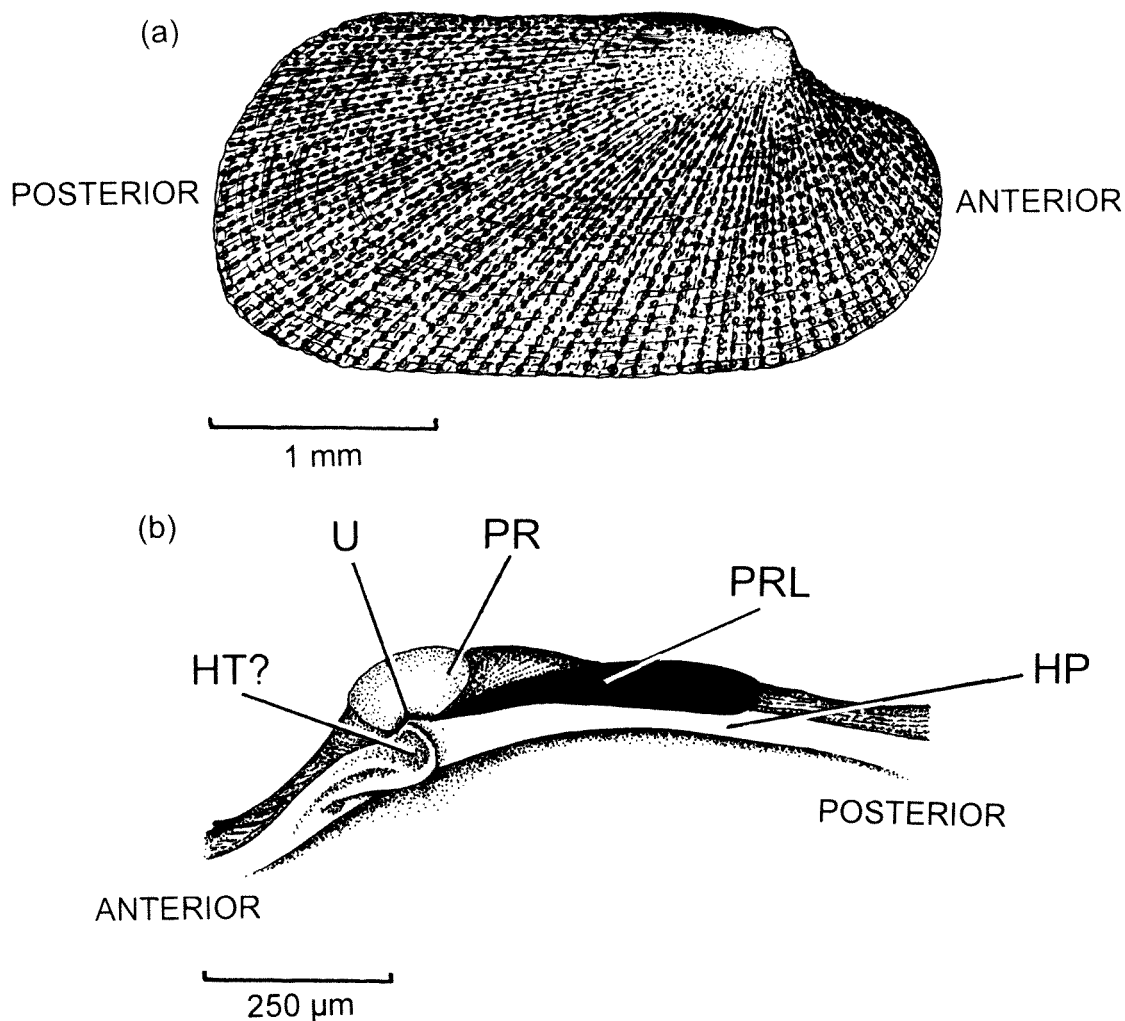 (a)
POSTERIOR
ANTERIOR
1 mm
(b)
U
PR
PRL
HT?
HP
POSTERIOR
ANTERIOR
250 µm